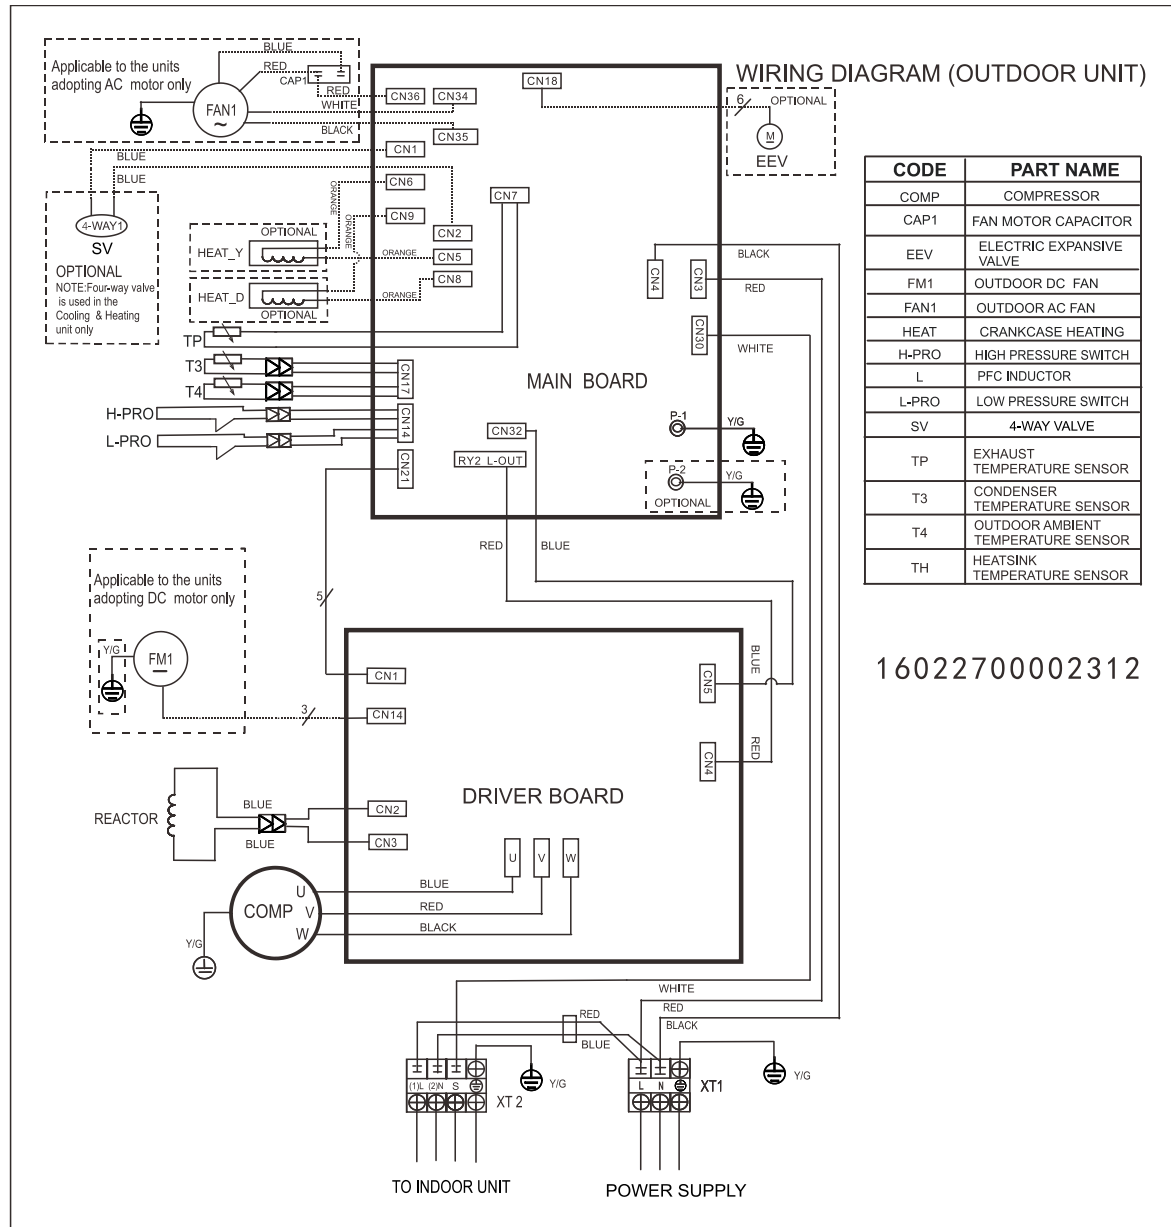 WIRING DIAGRAM (OUTDOOR UNIT)
Applicable to the units
adopting AC motor only
BLUE
RED
CAP1
RED
WHITE
BLACK
FAN1
~
CN36
CN34
CN35
CN18
6
OPTIONAL
M
EEV
BLUE
BLUE
CN1
CN6
CN9
CN7
CN2
CN5
CN8
ORANGE
ORANGE
ORANGE
ORANGE
4-WAY1
SV
OPTIONAL
NOTE:Four-way valve
is used in the
Cooling & Heating
unit only
OPTIONAL
HEAT_Y
HEAT_D
OPTIONAL
TP
T3
T4
H-PRO
L-PRO
CN17
CN14
CN21
CN4
CN3
CN30
BLACK
RED
WHITE
MAIN BOARD
CN32
RY2 L-OUT
P-1
Y/G
P-2
Y/G
OPTIONAL
RED
BLUE
CODE PART NAME
COMP COMPRESSOR
CAP1 FAN MOTOR CAPACITOR
EEV ELECTRIC EXPANSIVE
VALVE
FM1 OUTDOOR DC FAN
FAN1 OUTDOOR AC FAN
HEAT CRANKCASE HEATING
H-PRO HIGH PRESSURE SWITCH
L PFC INDUCTOR
L-PRO LOW PRESSURE SWITCH
SV 4-WAY VALVE
TP EXHAUST
TEMPERATURE SENSOR
T3 CONDENSER
TEMPERATURE SENSOR
T4 OUTDOOR AMBIENT
TEMPERATURE SENSOR
TH HEATSINK
TEMPERATURE SENSOR
16022700002312
Applicable to the units
adopting DC motor only
Y/G
FM1
5
3
CN1
CN14
CN5
CN4
BLUE
RED
REACTOR
BLUE
BLUE
CN2
CN3
DRIVER BOARD
U
V
W
COMP
U
V
W
BLUE
RED
BLACK
Y/G
WHITE
RED
BLACK
RED
BLUE
(1)L (2)N S
XT 2
Y/G
L N
XT1
Y/G
TO INDOOR UNIT
POWER SUPPLY